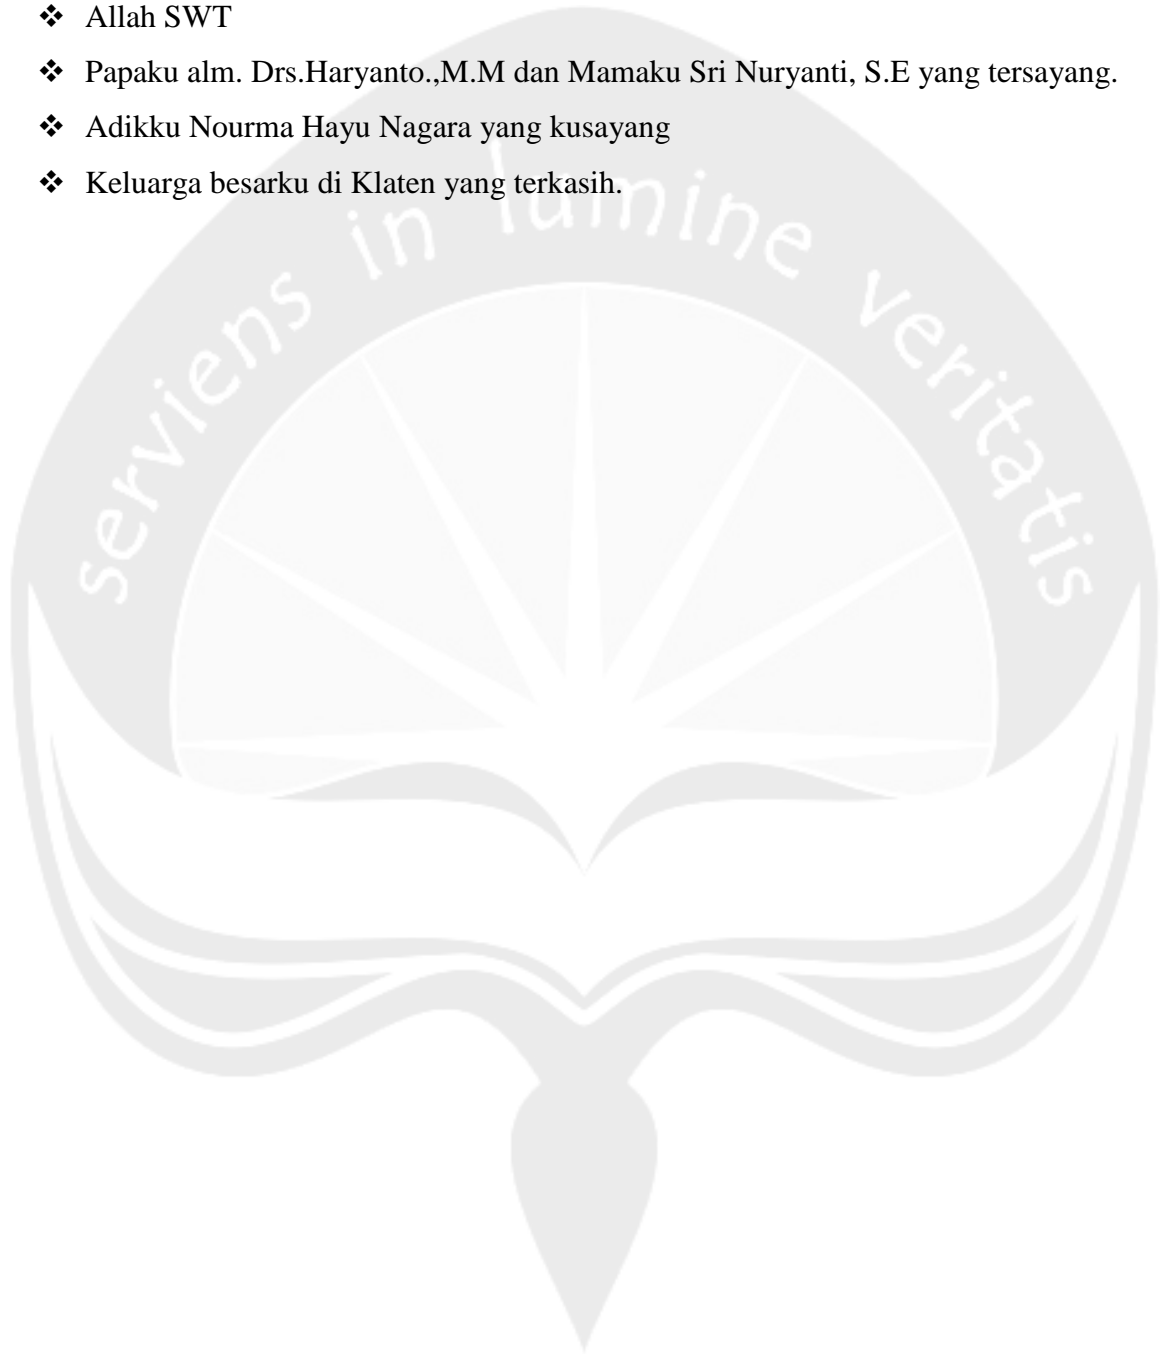 ❖ Allah SWT
❖ Papaku alm. Drs.Haryanto.,M.M dan Mamaku Sri Nuryanti, S.E yang tersayang.
❖ Adikku Nourma Hayu Nagara yang kusayang
❖ Keluarga besarku di Klaten yang terkasih.
serviens in lumine veritatis